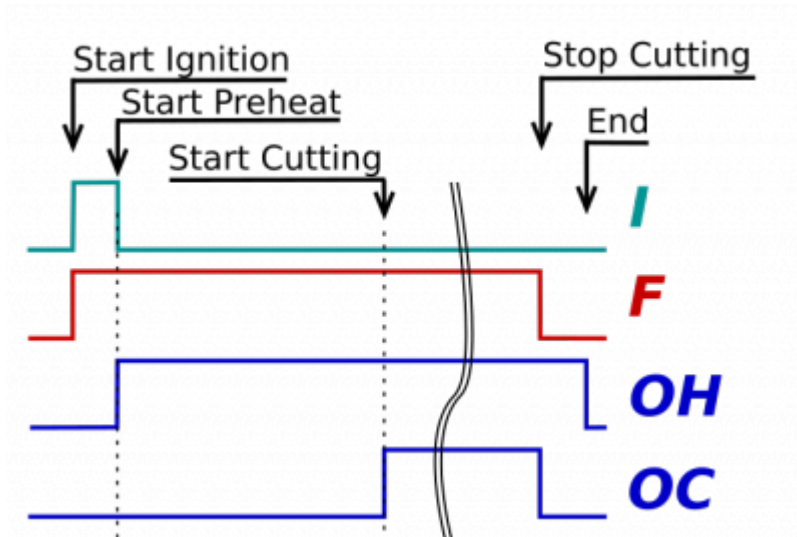 Start Ignition
Stop Cutting
Start Preheat
End
Start Cutting
I
F
OH
OC